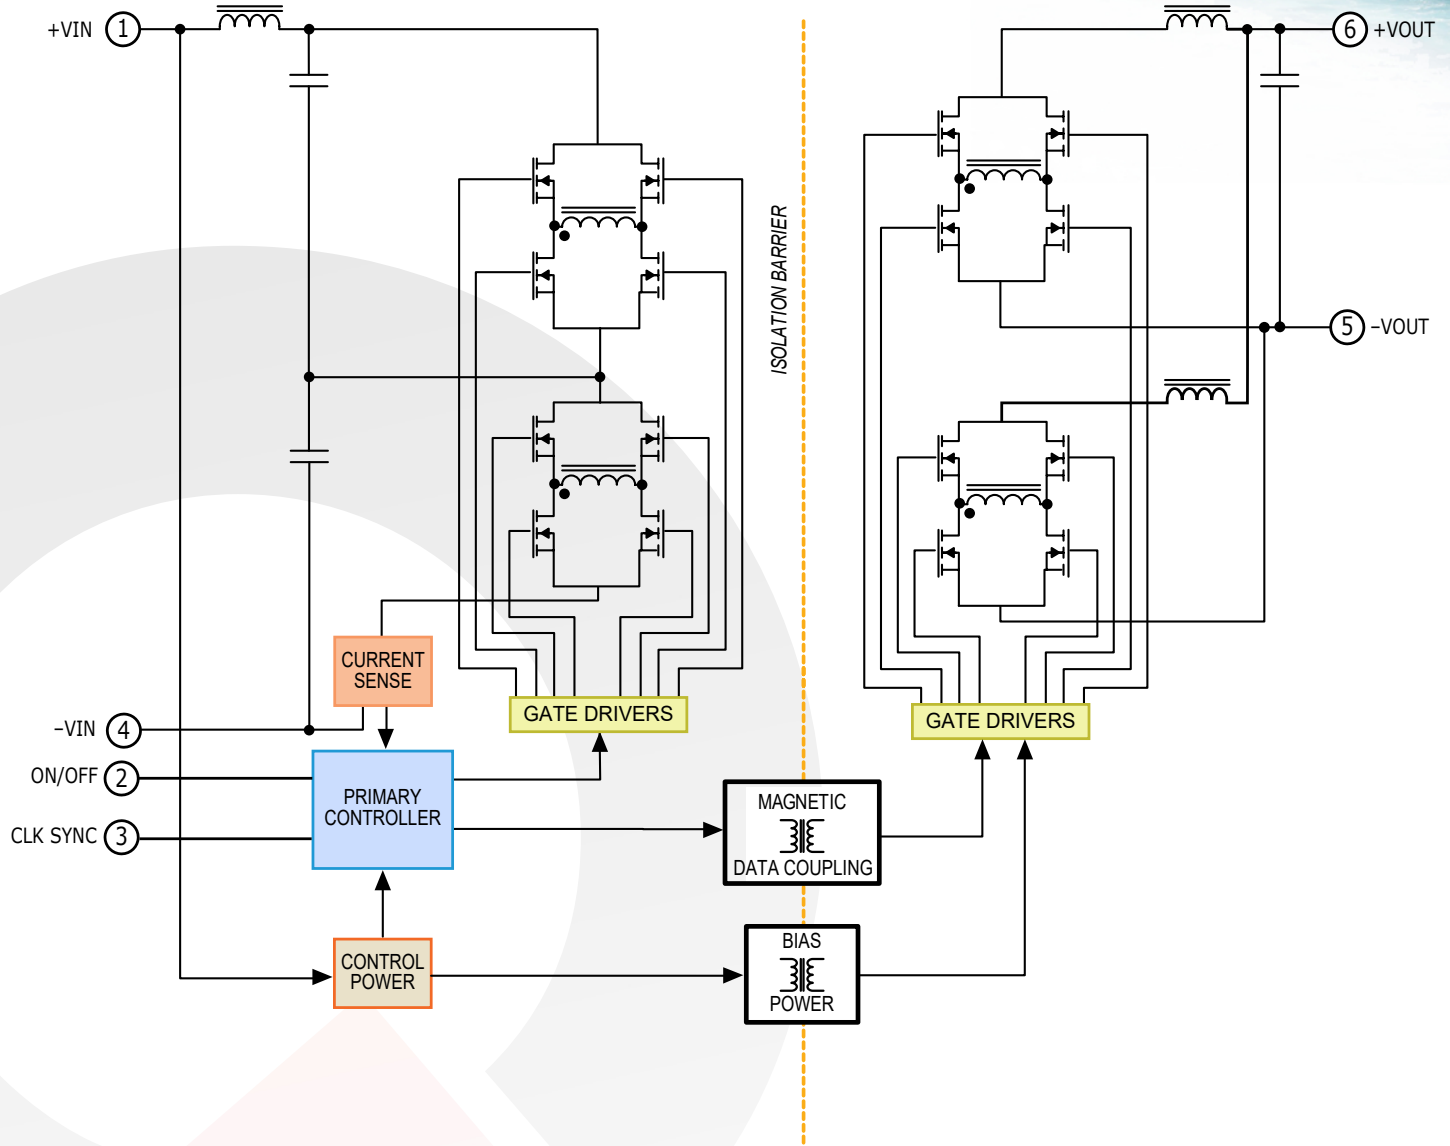 +VIN 1
6 +VOUT
ISOLATION BARRIER
5 –VOUT
CURRENT
SENSE
GATE DRIVERS
GATE DRIVERS
–VIN 4
ON/OFF 2
CLK SYNC 3
PRIMARY
CONTROLLER
MAGNETIC
DATA COUPLING
CONTROL
POWER
BIAS
POWER